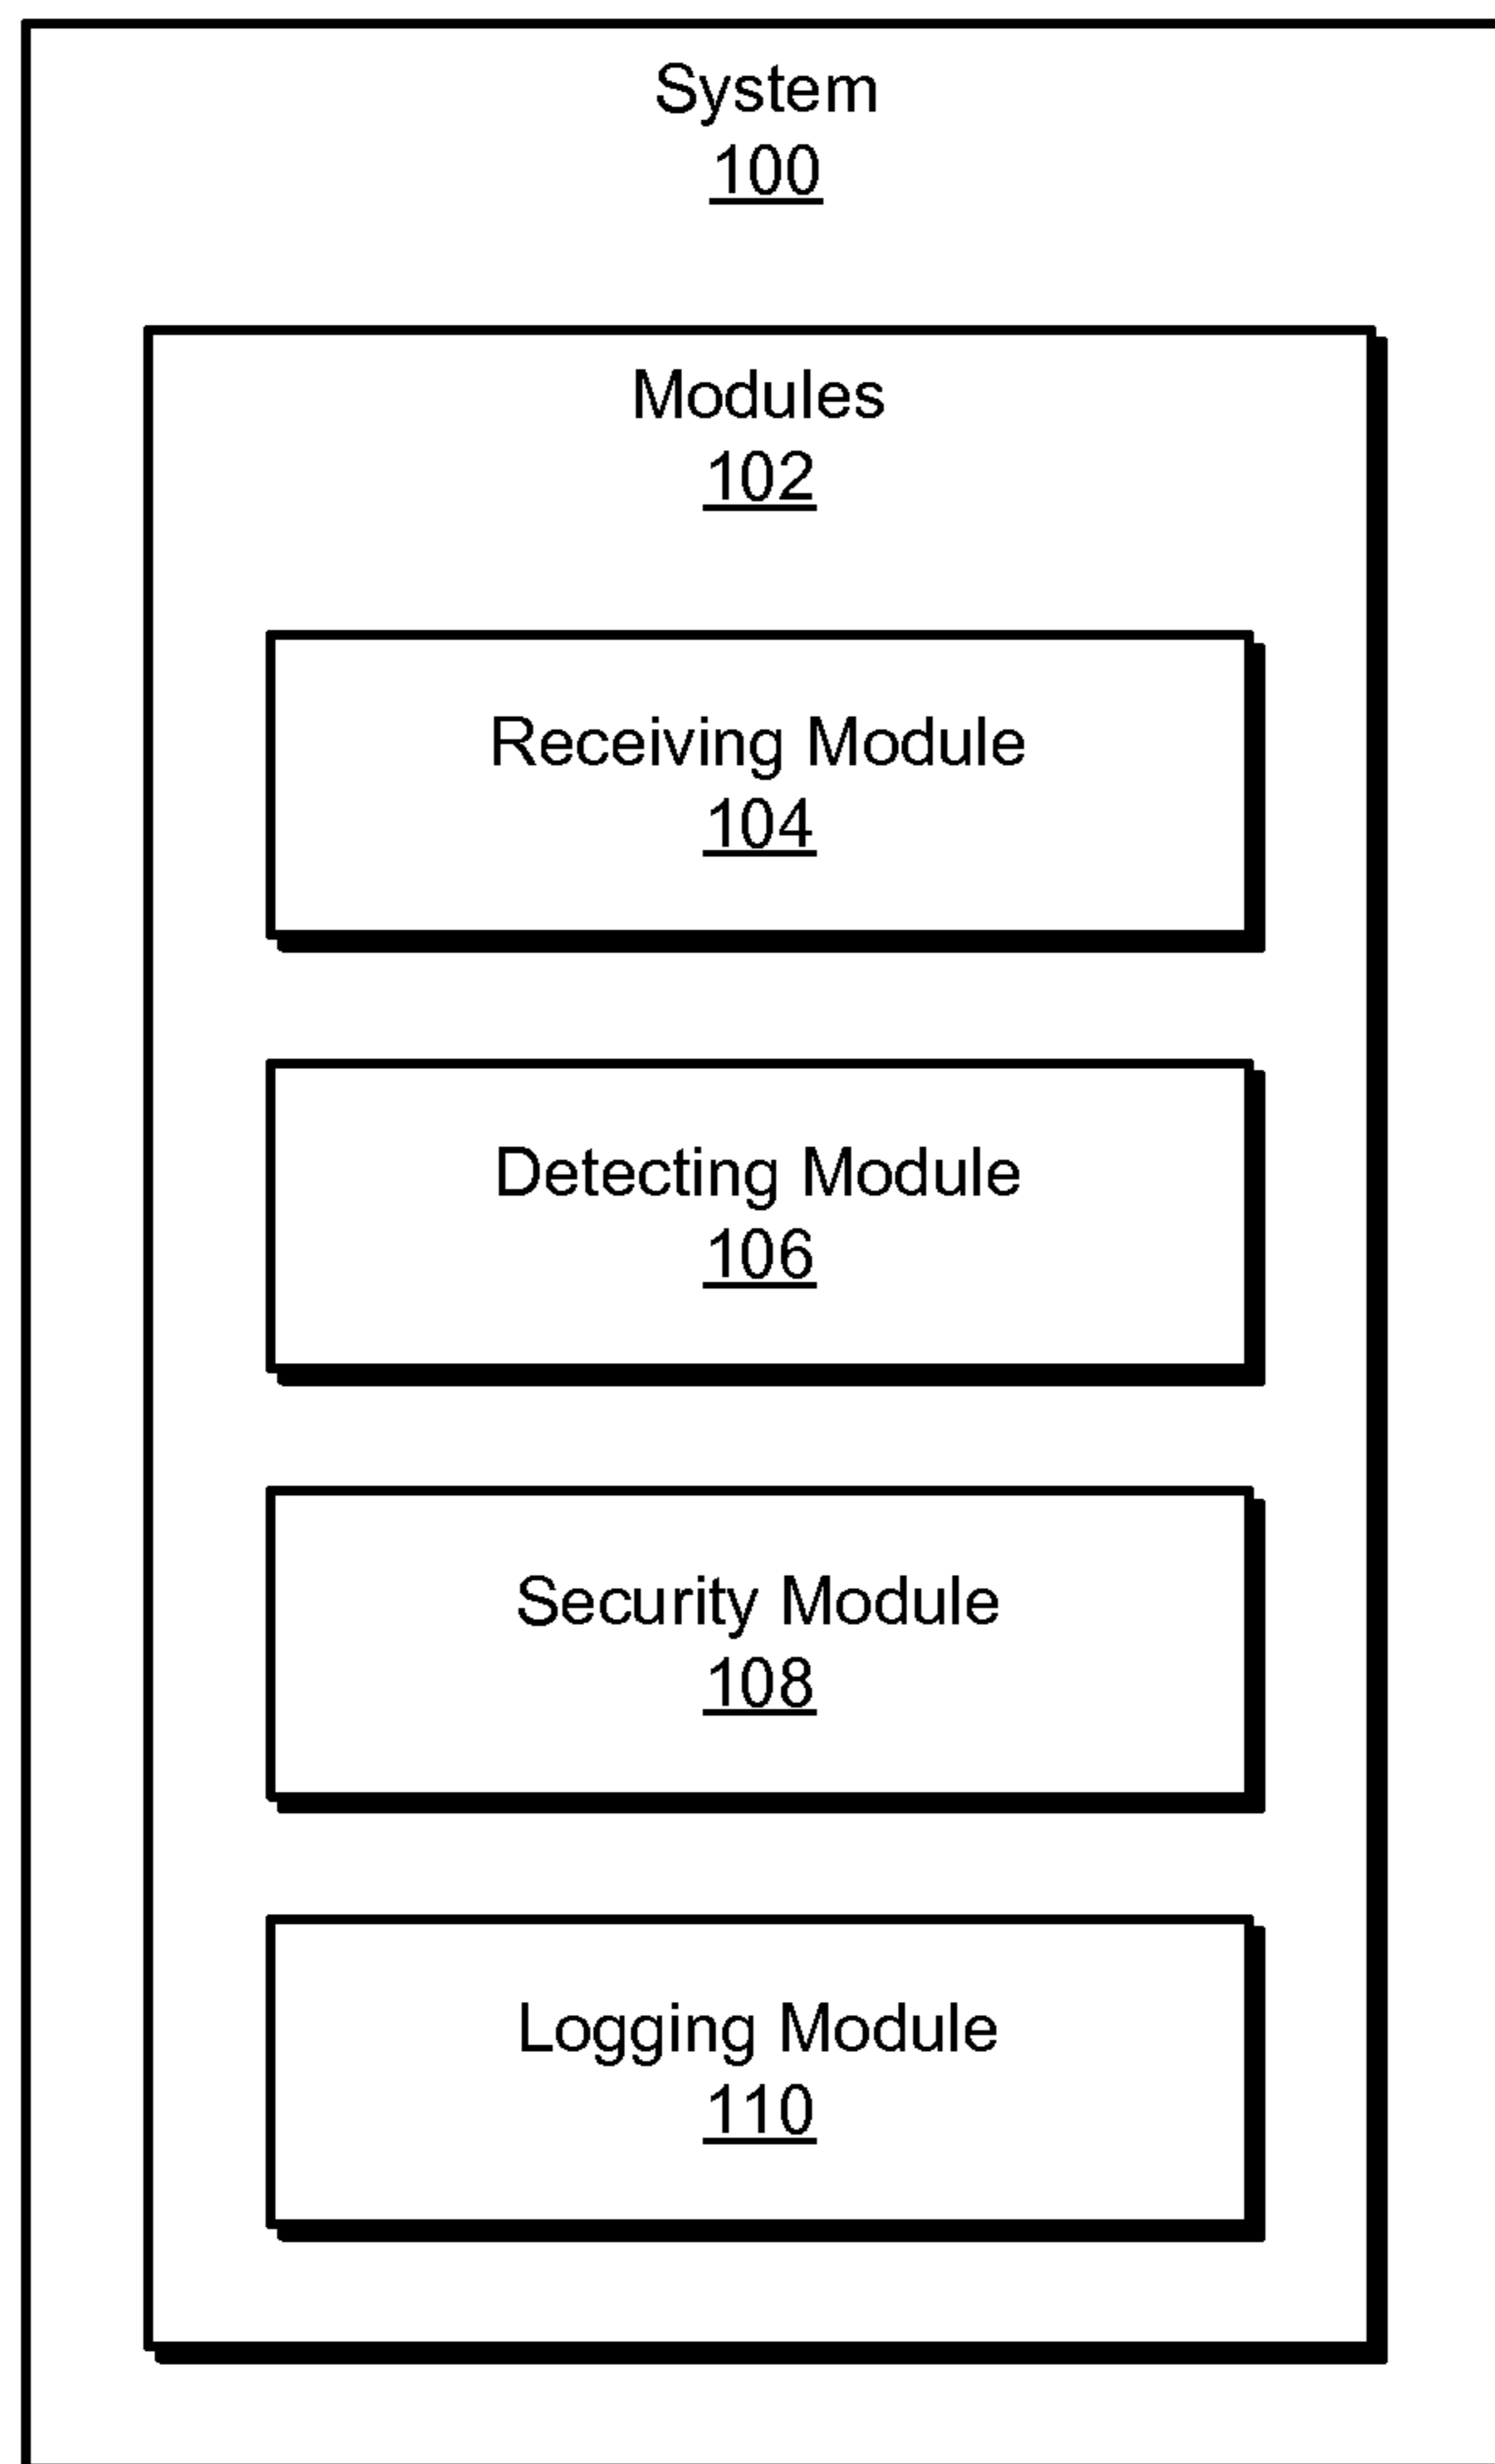 System
100
Modules
102
Receiving Module
104
Detecting Module
106
Security Module
108
Logging Module
110